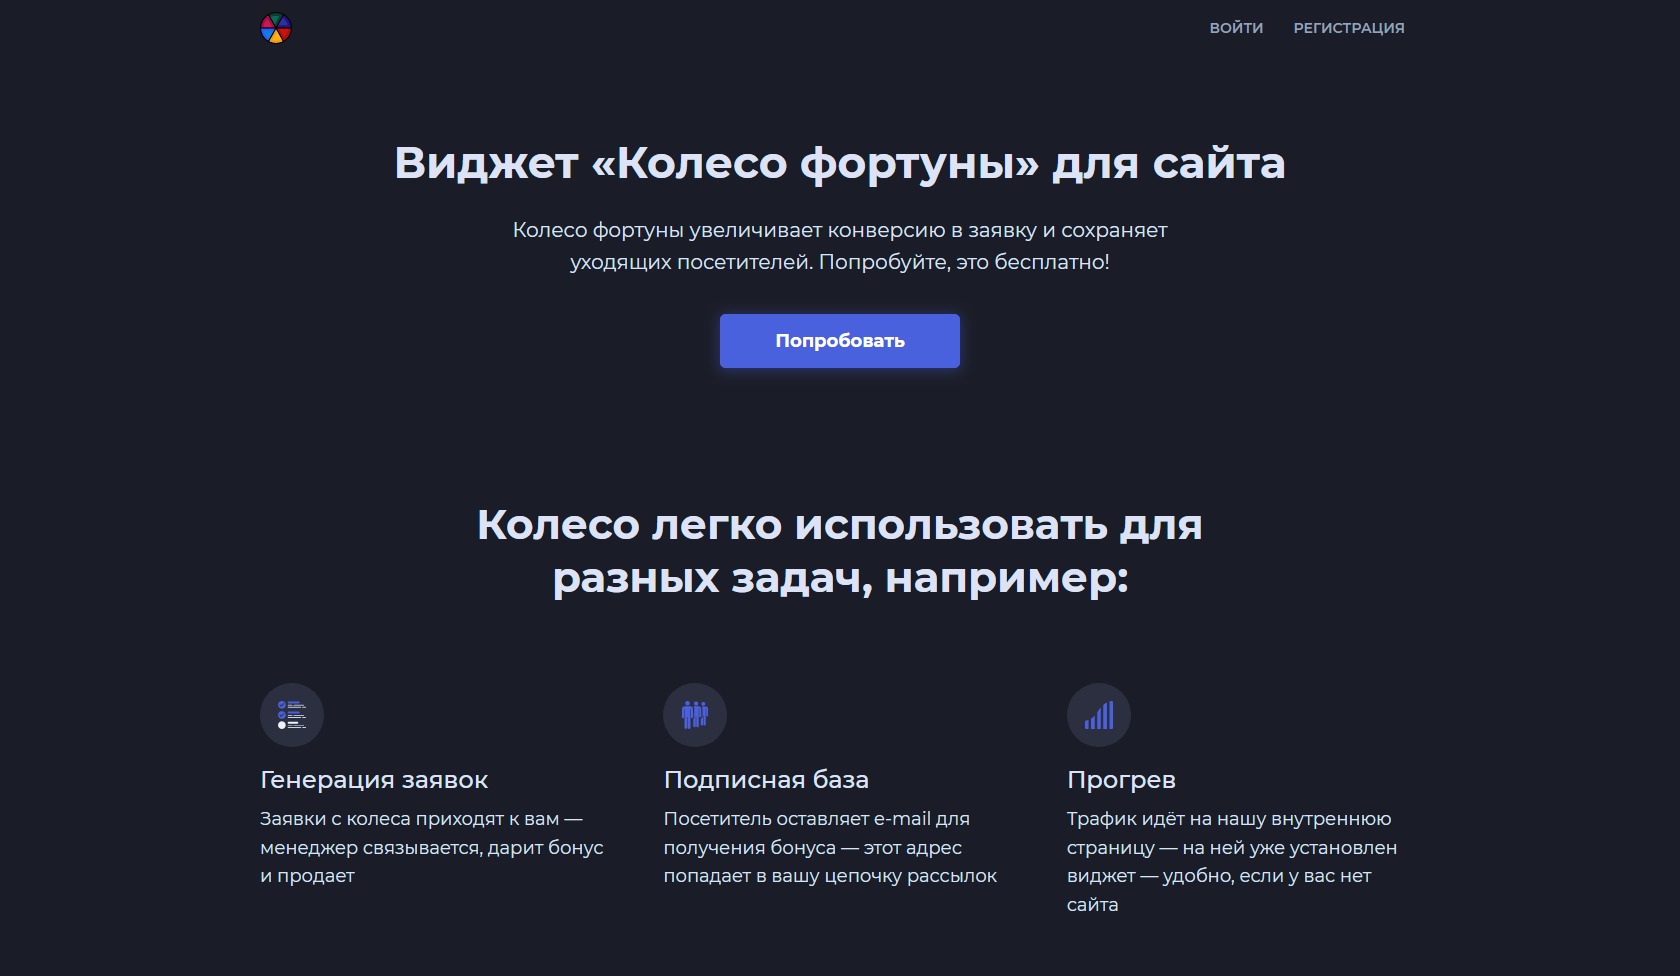 ВОЙТИ РЕГИСТРАЦИЯ
Виджет «Колесо фортуны» для сайта
Колесо фортуны увеличивает конверсию в заявку и сохраняет
уходящих посетителей. Попробуйте, это бесплатно!
Попробовать
Колесо легко использовать для
разных задач, например:
Генерация заявок
Заявки с колеса приходят к вам —
менеджер связывается, дарит бонус
и продает
Подписная база
Посетитель оставляет e-mail для
получения бонуса — этот адрес
попадает в вашу цепочку рассылок
Прогрев
Трафик идёт на нашу внутреннюю
страницу — на ней уже установлен
виджет — удобно, если у вас нет
сайта